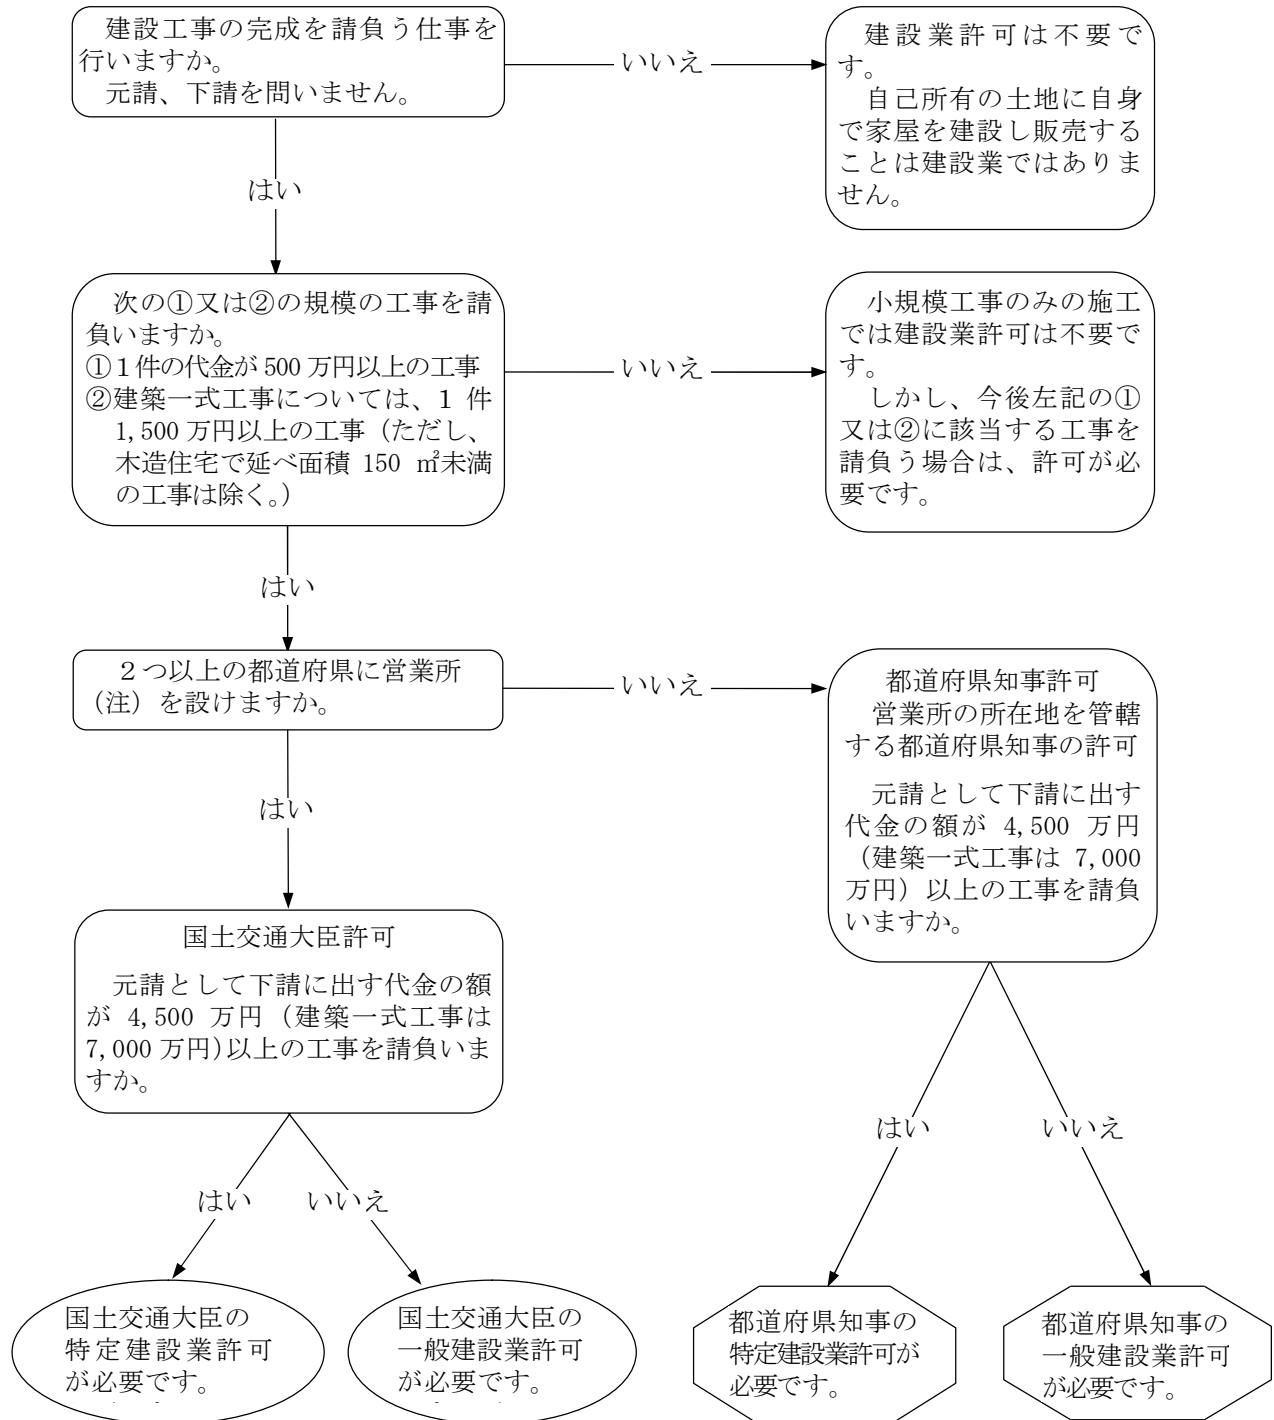 建設工事の完成を請負う仕事を
行いますか。
元請、下請を問いません。
いいえ
建設業許可は不要で
す。
自己所有の土地に自身
で家屋を建設し販売する
ことは建設業ではありま
せん。
はい
次の①又は②の規模の工事を請
負いますか。
①１件の代金が 500 万円以上の工事
②建築一式工事については、１ 件
1,500 万円以上の工事（ただし、
木造住宅で延べ面積 150 ㎡未満
の工事は除く。）
いいえ
小規模工事のみの施工
では建設業許可は不要で
す。
しかし、今後左記の①
又は②に該当する工事を
請負う場合は、許可が必
要です。
はい
２つ以上の都道府県に営業所
（注）を設けますか。
いいえ
都道府県知事許可
営業所の所在地を管轄
する都道府県知事の許可
元請として下請に出す
代金の額が 4,500 万円
（建築一式工事は 7,000
万円）以上の工事を請負
いますか。
はい
国土交通大臣許可
元請として下請に出す代金の額
が 4,500 万円（建築一式工事は
7,000 万円）以上の工事を請負いま
すか。
はい
いいえ
はい
いいえ
国土交通大臣の
特定建設業許可
が必要です。
国土交通大臣の
一般建設業許可
が必要です。
都道府県知事の
特定建設業許可が
必要です。
都道府県知事の
一般建設業許可
が必要です。